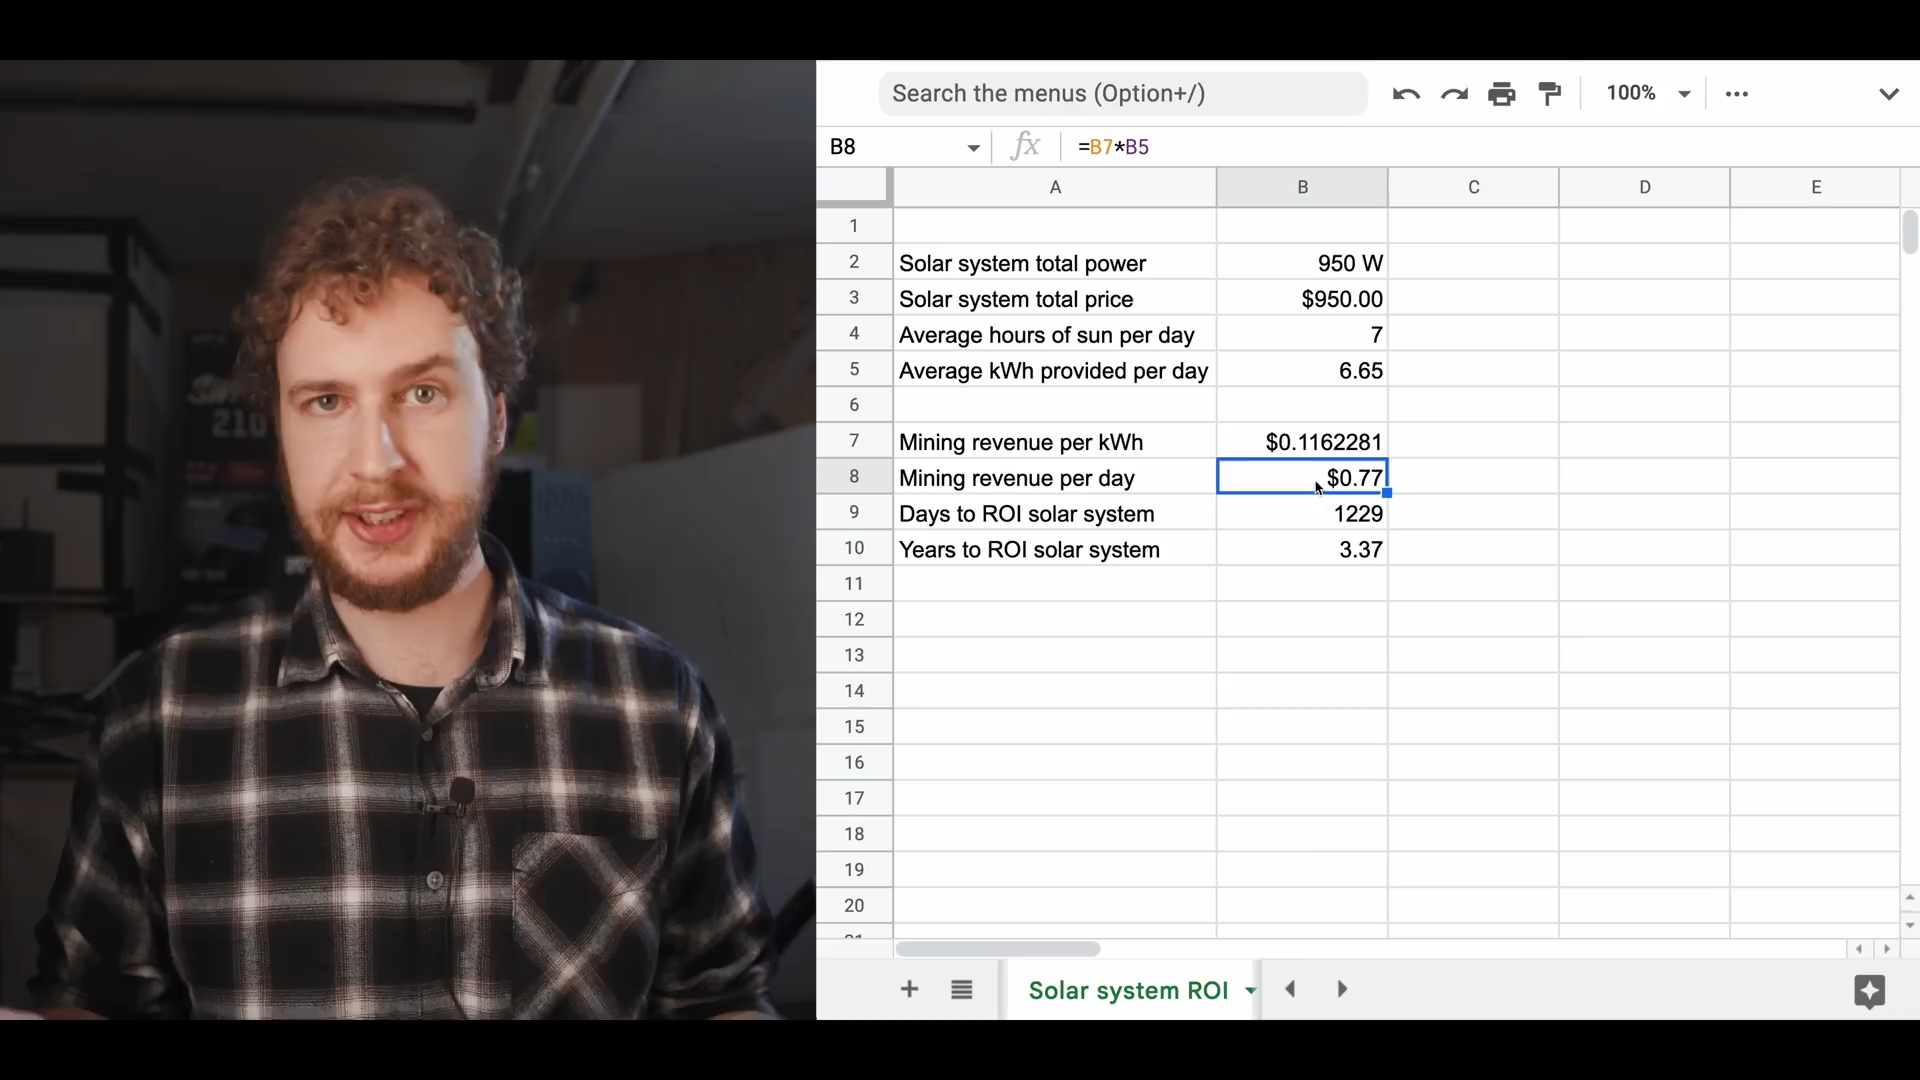 Search the menus (Option+/)
100%
B8
fx
=B7*B5
A B C D E
1
2 Solar system total power 950 W
3 Solar system total price $950.00
4 Average hours of sun per day 7
5 Average kWh provided per day 6.65
6
7 Mining revenue per kWh $0.1162281
8 Mining revenue per day $0.77
9 Days to ROI solar system 1229
10 Years to ROI solar system 3.37
11
12
13
14
15
16
17
18
19
20
Solar system ROI
210